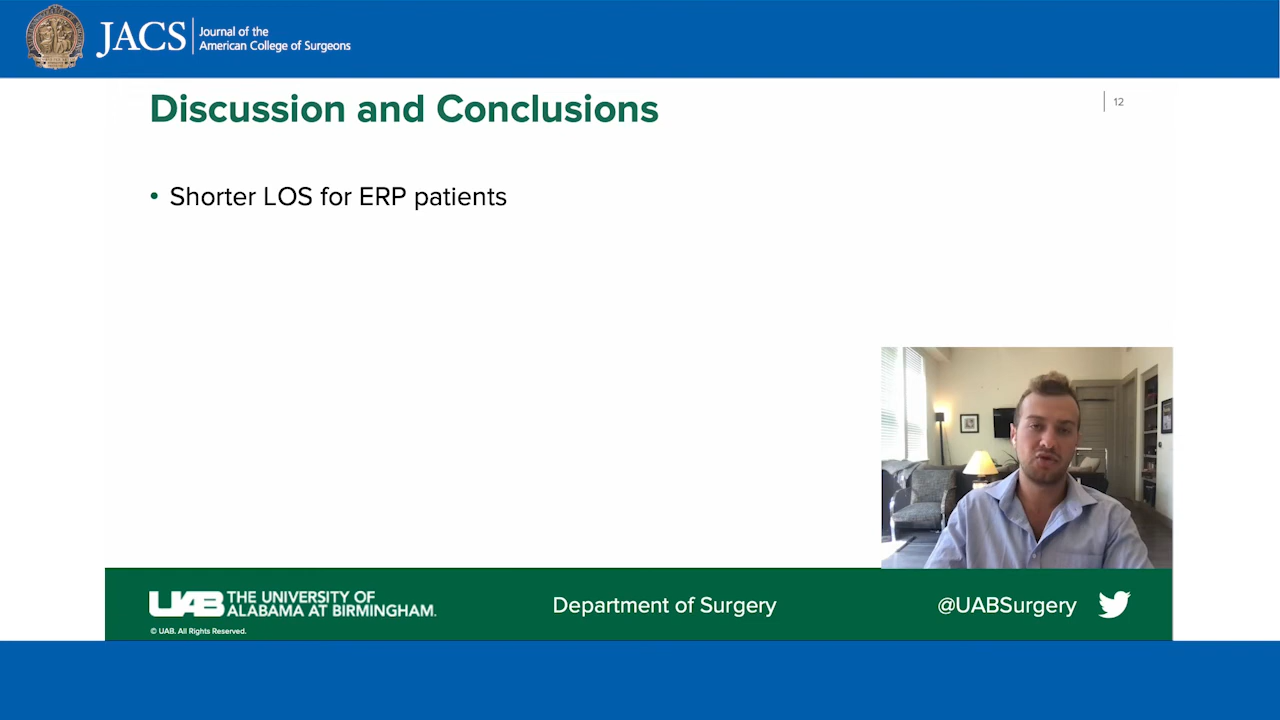 JACS
Journal of the
American College of Surgeons
Discussion and Conclusions
12
• Shorter LOS for ERP patients
UAB THE UNIVERSITY OF
ALABAMA AT BIRMINGHAM.
© UAB. All Rights Reserved.
Department of Surgery
@UABSurgery